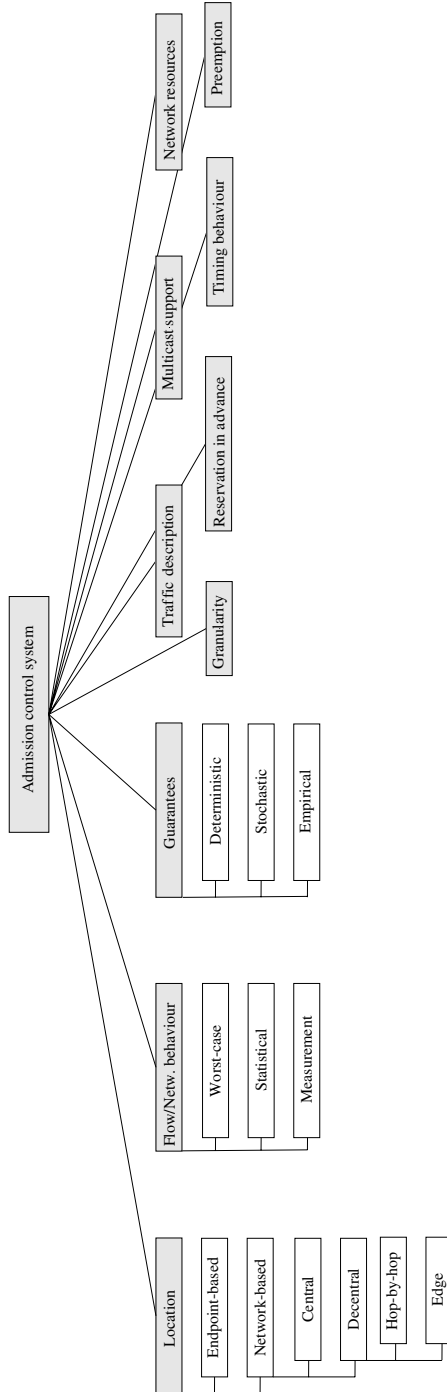 Admission control system
Location
Endpoint-based
Network-based
Central
Decentral
Hop-by-hop
Edge
Flow/Netw. behaviour
Worst-case
Statistical
Measurement
Guarantees
Deterministic
Stochastic
Empirical
Granularity
Traffic description
Reservation in advance
Multicast support
Timing behaviour
Network resources
Preemption